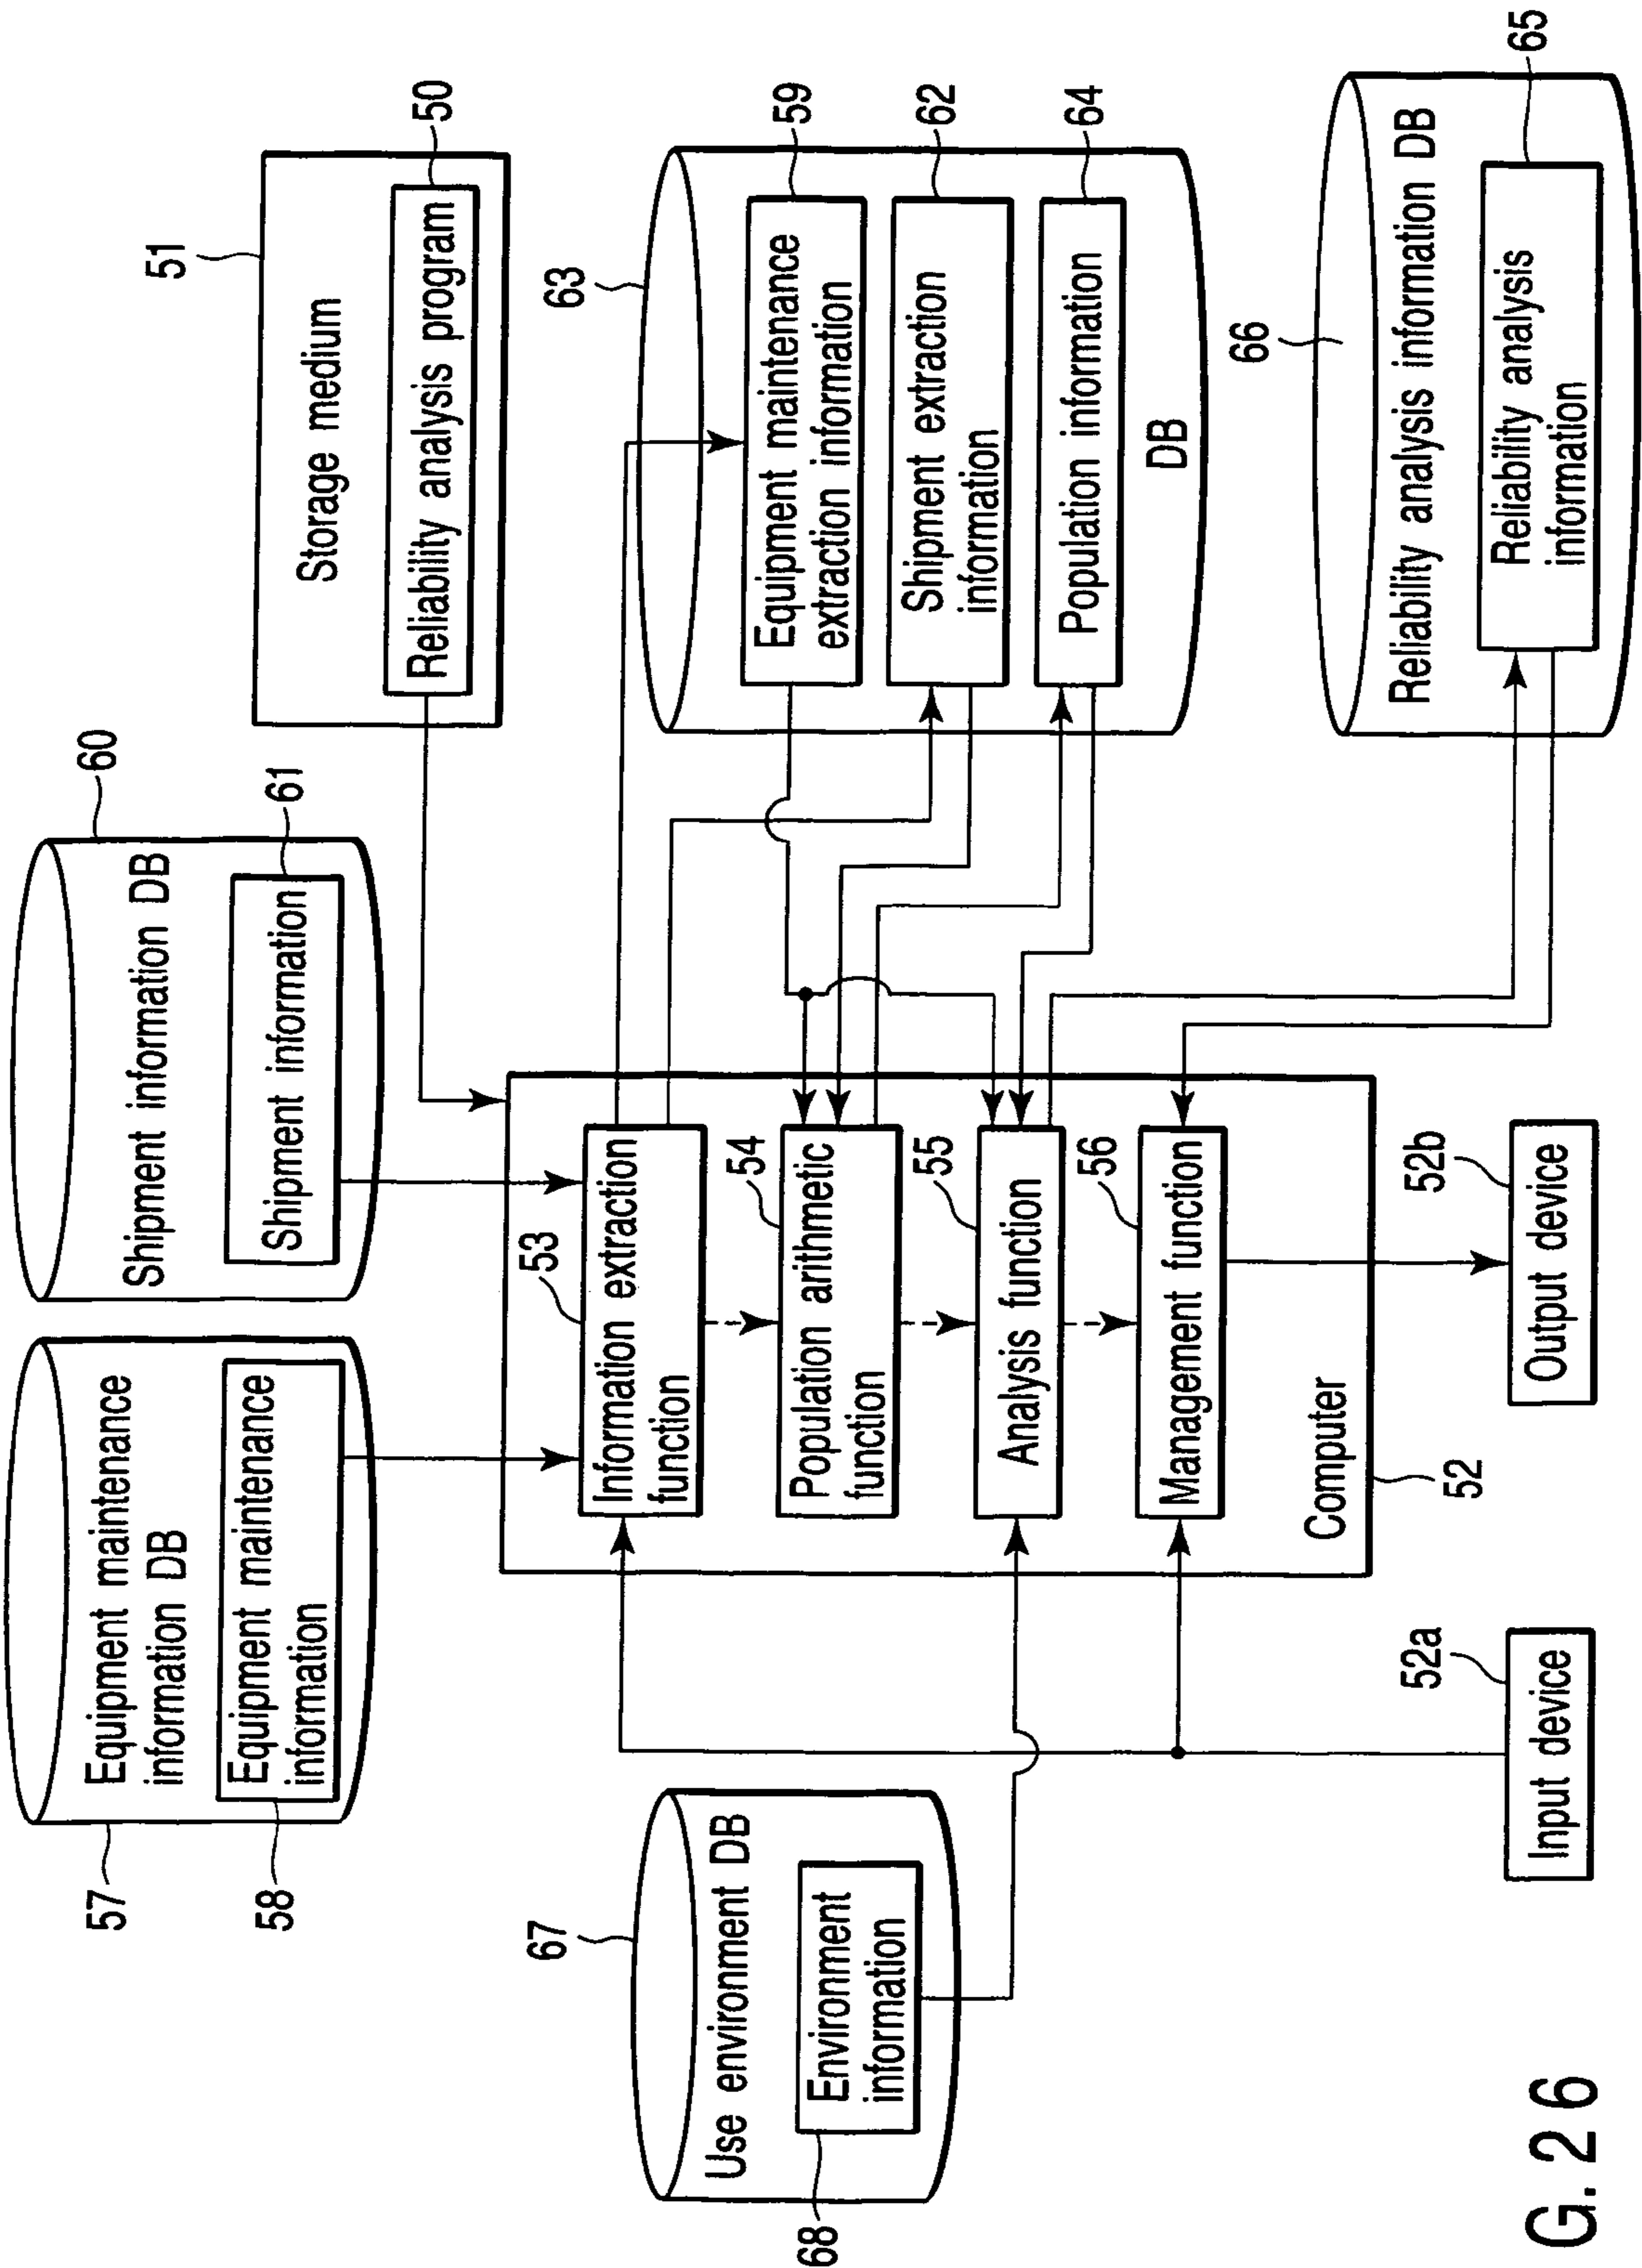 57
Equipment maintenance
information DB
Equipment maintenance
information
58
60
Shipment information DB
Shipment information
61
51
Storage medium
Reliability analysis program
50
67
Use environment DB
Environment
information
68
53
Information extraction
function
54
Population arithmetic
function
55
Analysis function
56
Management function
Computer
52
63
Equipment maintenance
extraction information
59
Shipment extraction
information
62
Population information
64
DB
66
Reliability analysis information DB
Reliability analysis
information
65
52a
Input device
52b
Output device
G. 26